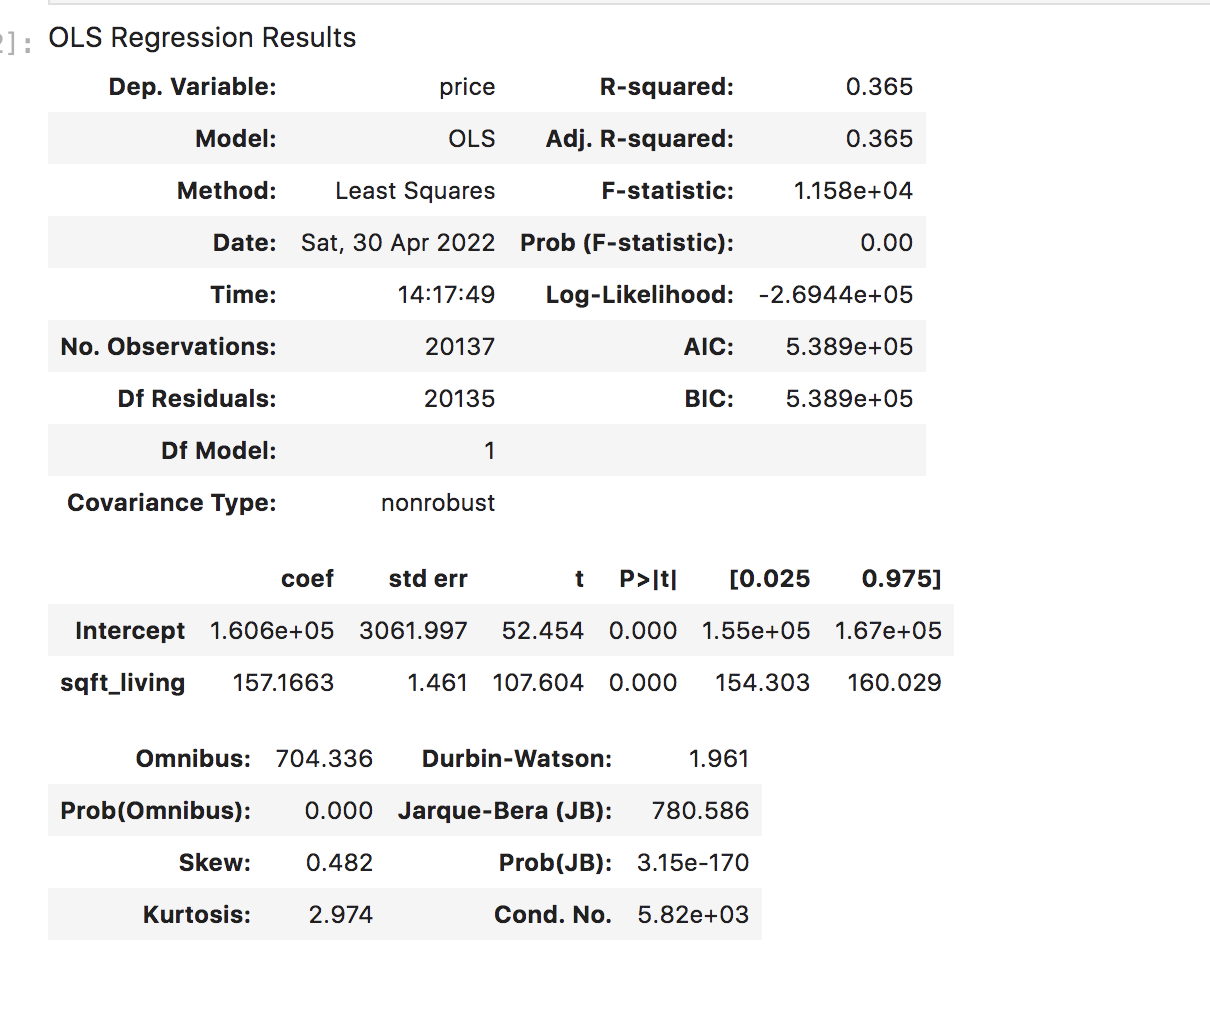 2]: OLS Regression Results
Dep. Variable: price R-squared: 0.365
Model: OLS Adj. R-squared: 0.365
Method: Least Squares F-statistic: 1.158e+04
Date: Sat, 30 Apr 2022 Prob (F-statistic): 0.00
Time: 14:17:49 Log-Likelihood: -2.6944e+05
No. Observations: 20137 AIC: 5.389e+05
Df Residuals: 20135 BIC: 5.389e+05
Df Model: 1
Covariance Type: nonrobust
coef std err t P>|t| [0.025 0.975]
Intercept 1.606e+05 3061.997 52.454 0.000 1.55e+05 1.67e+05
sqft_living 157.1663 1.461 107.604 0.000 154.303 160.029
Omnibus: 704.336 Durbin-Watson: 1.961
Prob(Omnibus): 0.000 Jarque-Bera (JB): 780.586
Skew: 0.482 Prob(JB): 3.15e-170
Kurtosis: 2.974 Cond. No. 5.82e+03